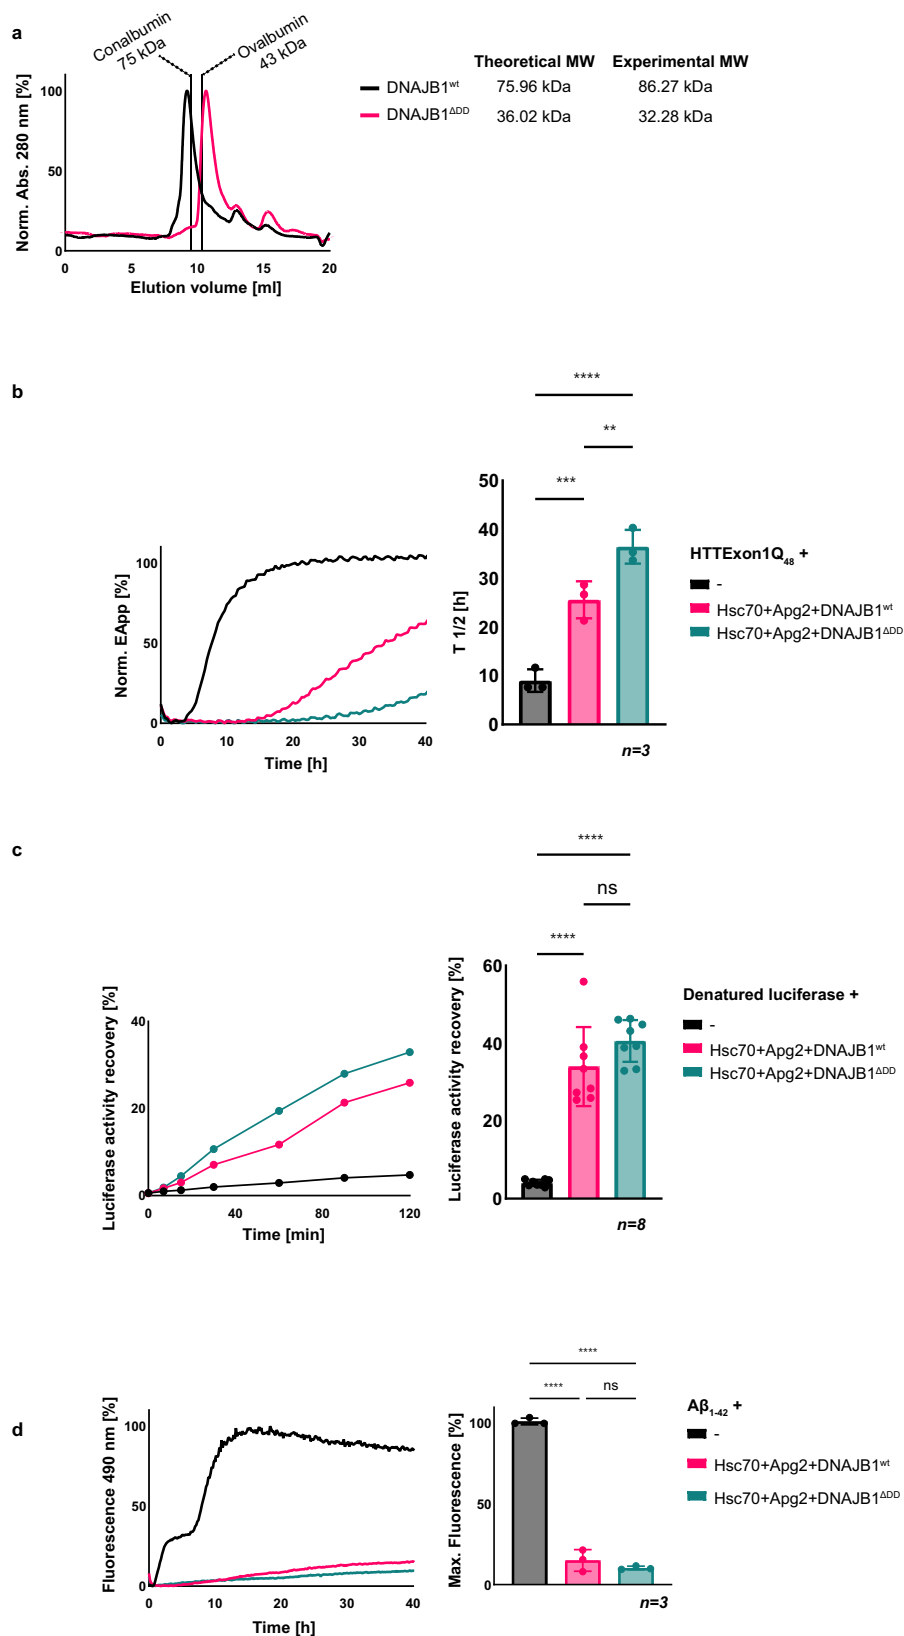 a
Conalbumin
75 kDa
Ovalbumin
43 kDa
Theoretical MW Experimental MW
DNAJB1wt 75.96 kDa 86.27 kDa
DNAJB1ΔDD 36.02 kDa 32.28 kDa
Norm. Abs. 280 nm [%]
100
50
0
0 5 10 15 20
Elution volume [ml]
b
Norm. EApp [%]
100
50
0
0 10 20 30 40
Time [h]
****
**
***
T 1/2 [h]
50
40
30
20
10
0
n=3
HTTExon1Q48 +
-
Hsc70+Apg2+DNAJB1wt
Hsc70+Apg2+DNAJB1ΔDD
c
Luciferase activity recovery [%]
40
20
0
0 40 80 120
Time [min]
****
ns
****
Luciferase activity recovery [%]
60
40
20
0
n=8
Denatured luciferase +
-
Hsc70+Apg2+DNAJB1wt
Hsc70+Apg2+DNAJB1ΔDD
d
Fluorescence 490 nm [%]
100
50
0
0 10 20 30 40
Time [h]
****
**** ns
Max. Fluorescence [%]
100
50
0
n=3
Aβ1-42 +
-
Hsc70+Apg2+DNAJB1wt
Hsc70+Apg2+DNAJB1ΔDD